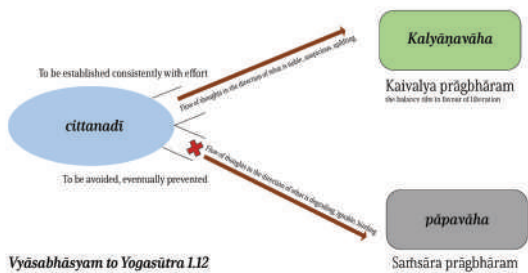 Kalyāṇavāha
To be established consistently with effort
Flow of thoughts in the direction of what is noble, auspicious, uplifting
Kaivalya prāgbhāram
the balance tilts in favour of liberation
cittanadī
Flow of thoughts in the direction of what is degrading, ignoble, binding
To be avoided, eventually prevented
pāpavāha
Vyāsabhāsyam to Yogasūtra I.12
Saṁsāra prāgbhāram